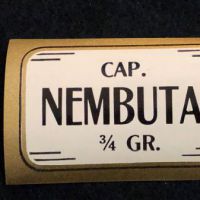 CAP.
NEMBUTA
¾ GR.